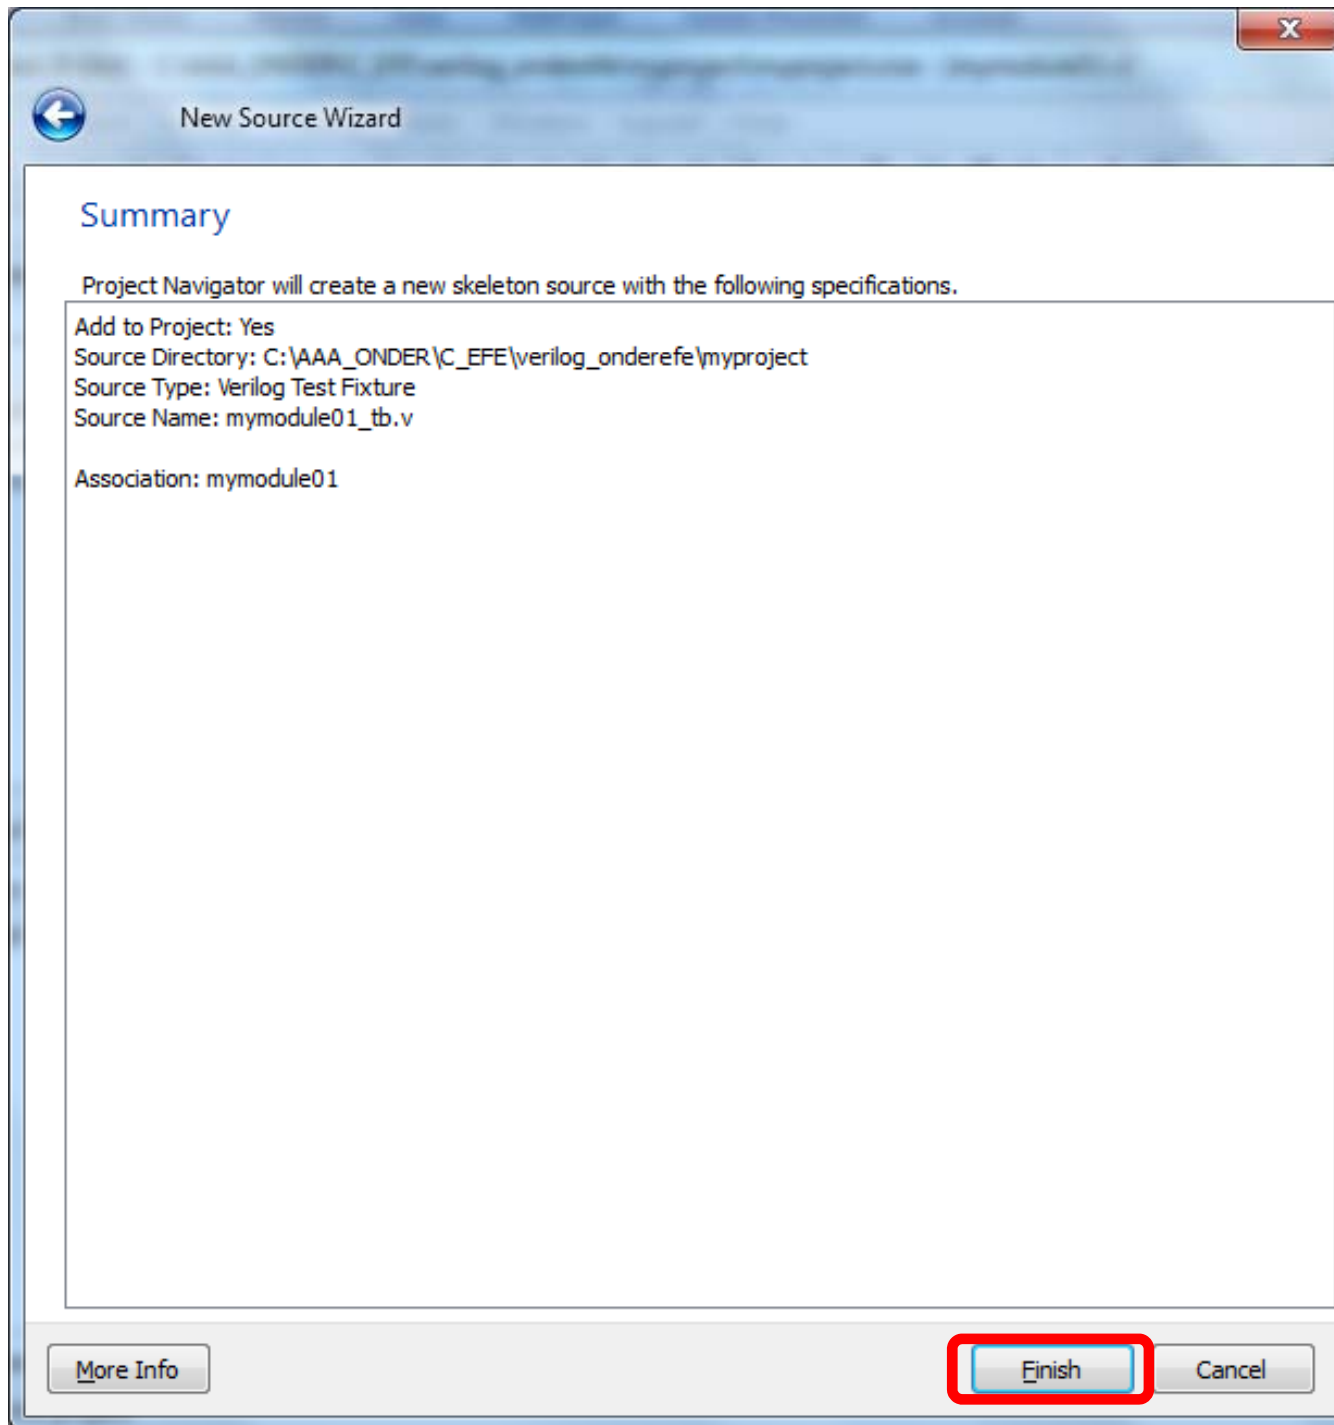 New Source Wizard
Summary
Project Navigator will create a new skeleton source with the following specifications.
Add to Project: Yes
Source Directory: C:\AAA_ONDER\C_EFE\verilog_onderefe\myproject
Source Type: Verilog Test Fixture
Source Name: mymodule01_tb.v
Association: mymodule01
More Info
Finish
Cancel